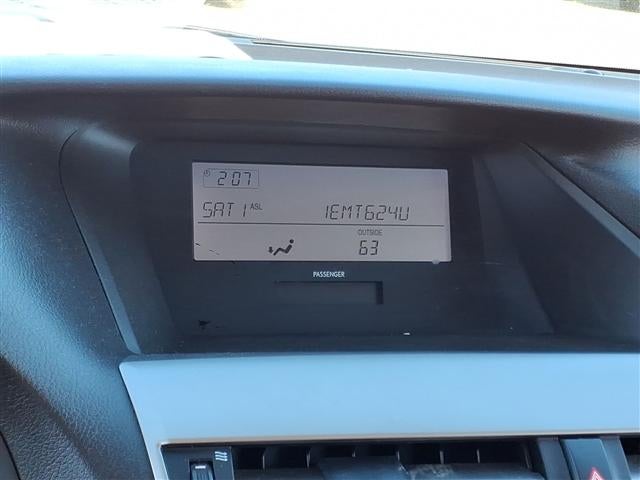 2:07
SAT 1 ASL 1EMT624U
OUTSIDE
63
PASSENGER